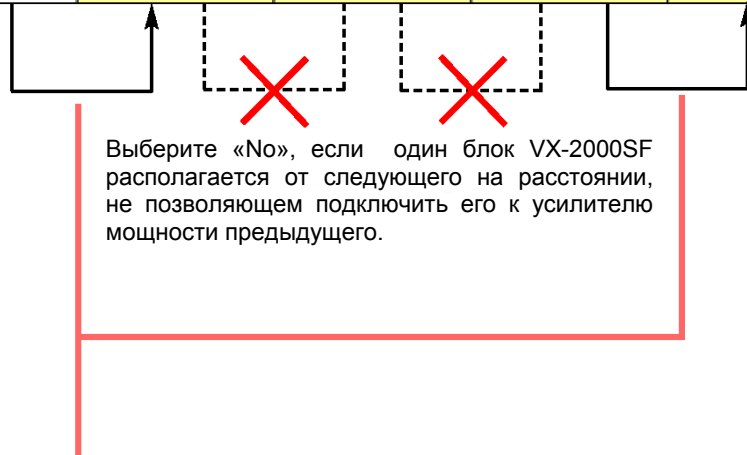 Выберите «No», если один блок VX-2000SF
располагается от следующего на расстоянии,
не позволяющем подключить его к усилителю
мощности предыдущего.